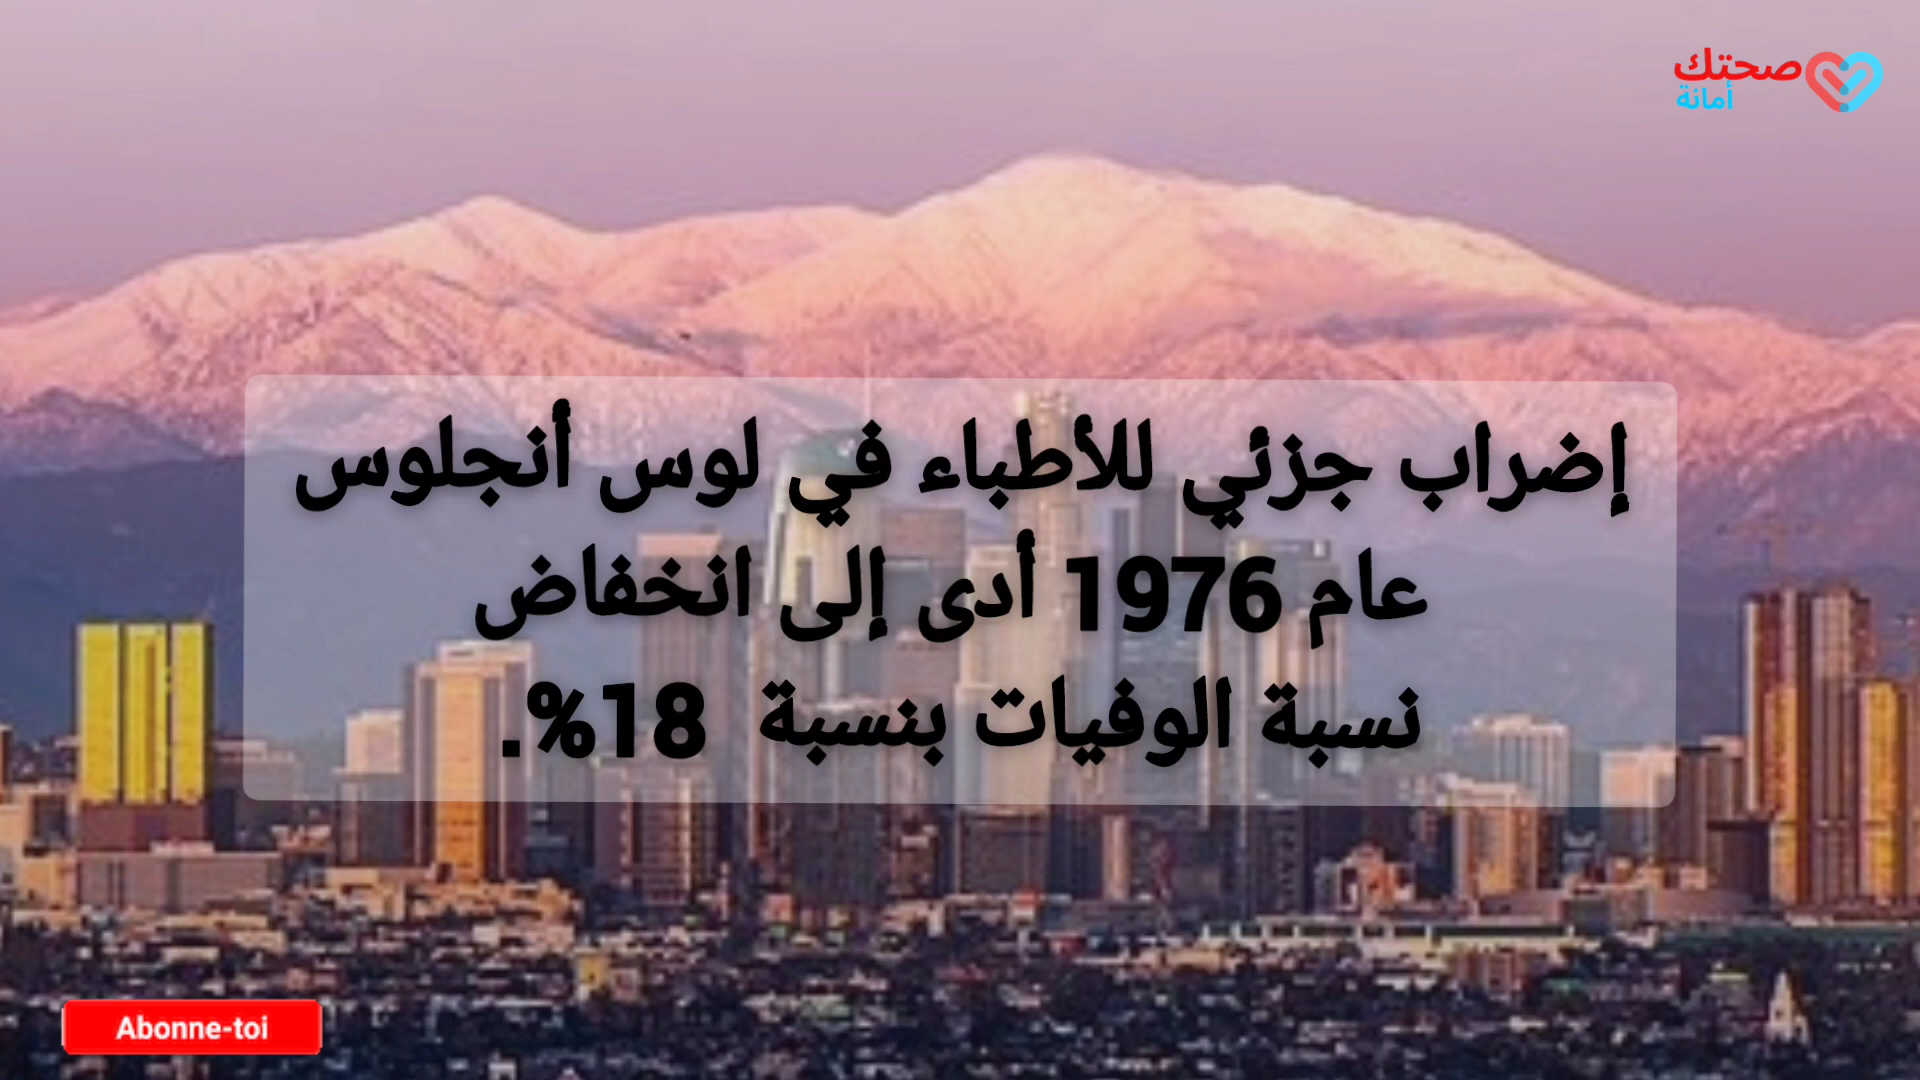 صحتك
أمانة
إضراب جزئي للأطباء في لوس أنجلوس
عام 1976 أدى إلى انخفاض
نسبة الوفيات بنسبة 18%.
Abonne-toi